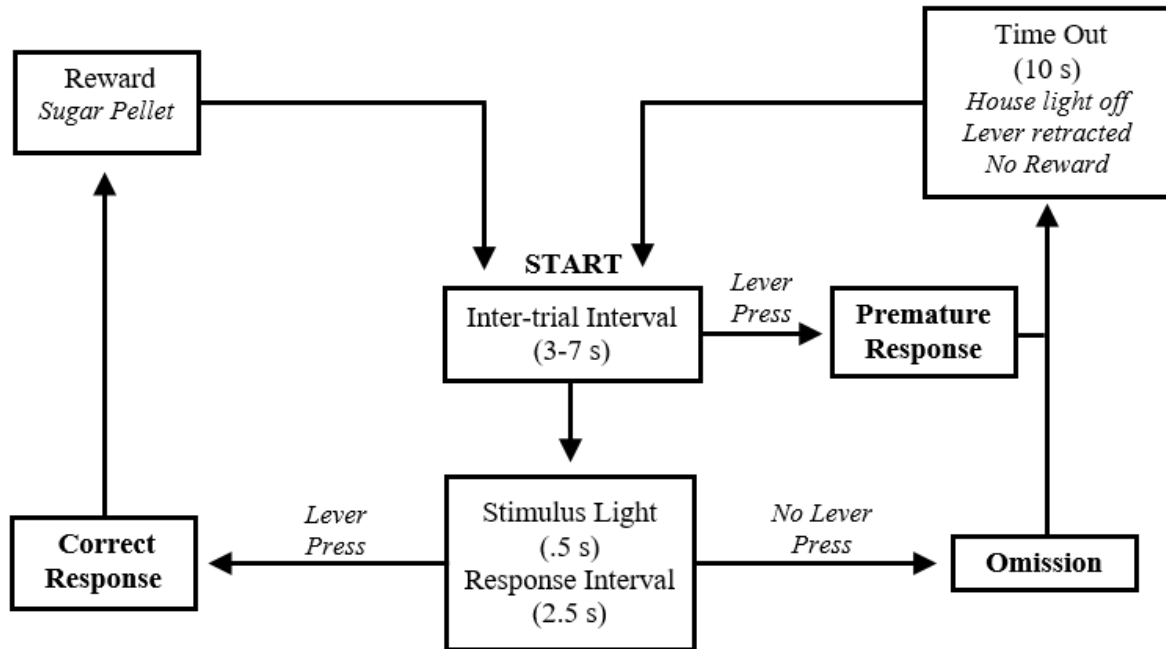 Reward
Sugar Pellet
Time Out
(10 s)
House light off
Lever retracted
No Reward
START
Inter-trial Interval
(3-7 s)
Lever
Press
Premature
Response
Stimulus Light
(.5 s)
Response Interval
(2.5 s)
Lever
Press
Correct
Response
No Lever
Press
Omission